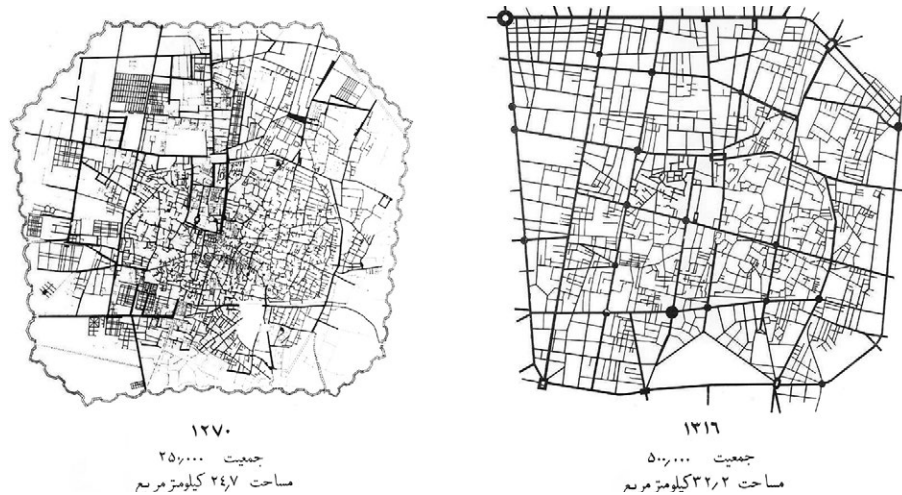 ۱۲۷۰
جمعیت ۲۵۰٫۰۰۰
مساحت ۲۴٫۷ کیلومتر مربع
۱۳۱۶
جمعیت ۵۰۰٫۰۰۰
مساحت ۳۲٫۲ کیلومتر مربع